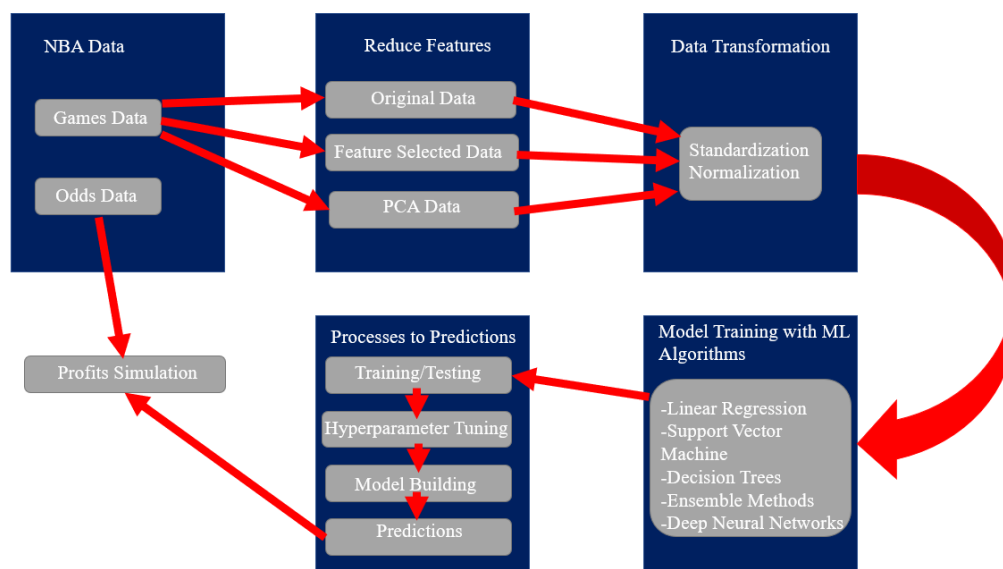 NBA Data
Games Data
Odds Data
Reduce Features
Original Data
Feature Selected Data
PCA Data
Data Transformation
Standardization
Normalization
Model Training with ML
Algorithms
-Linear Regression
-Support Vector
Machine
-Decision Trees
-Ensemble Methods
-Deep Neural Networks
Processes to Predictions
Training/Testing
Hyperparameter Tuning
Model Building
Predictions
Profits Simulation